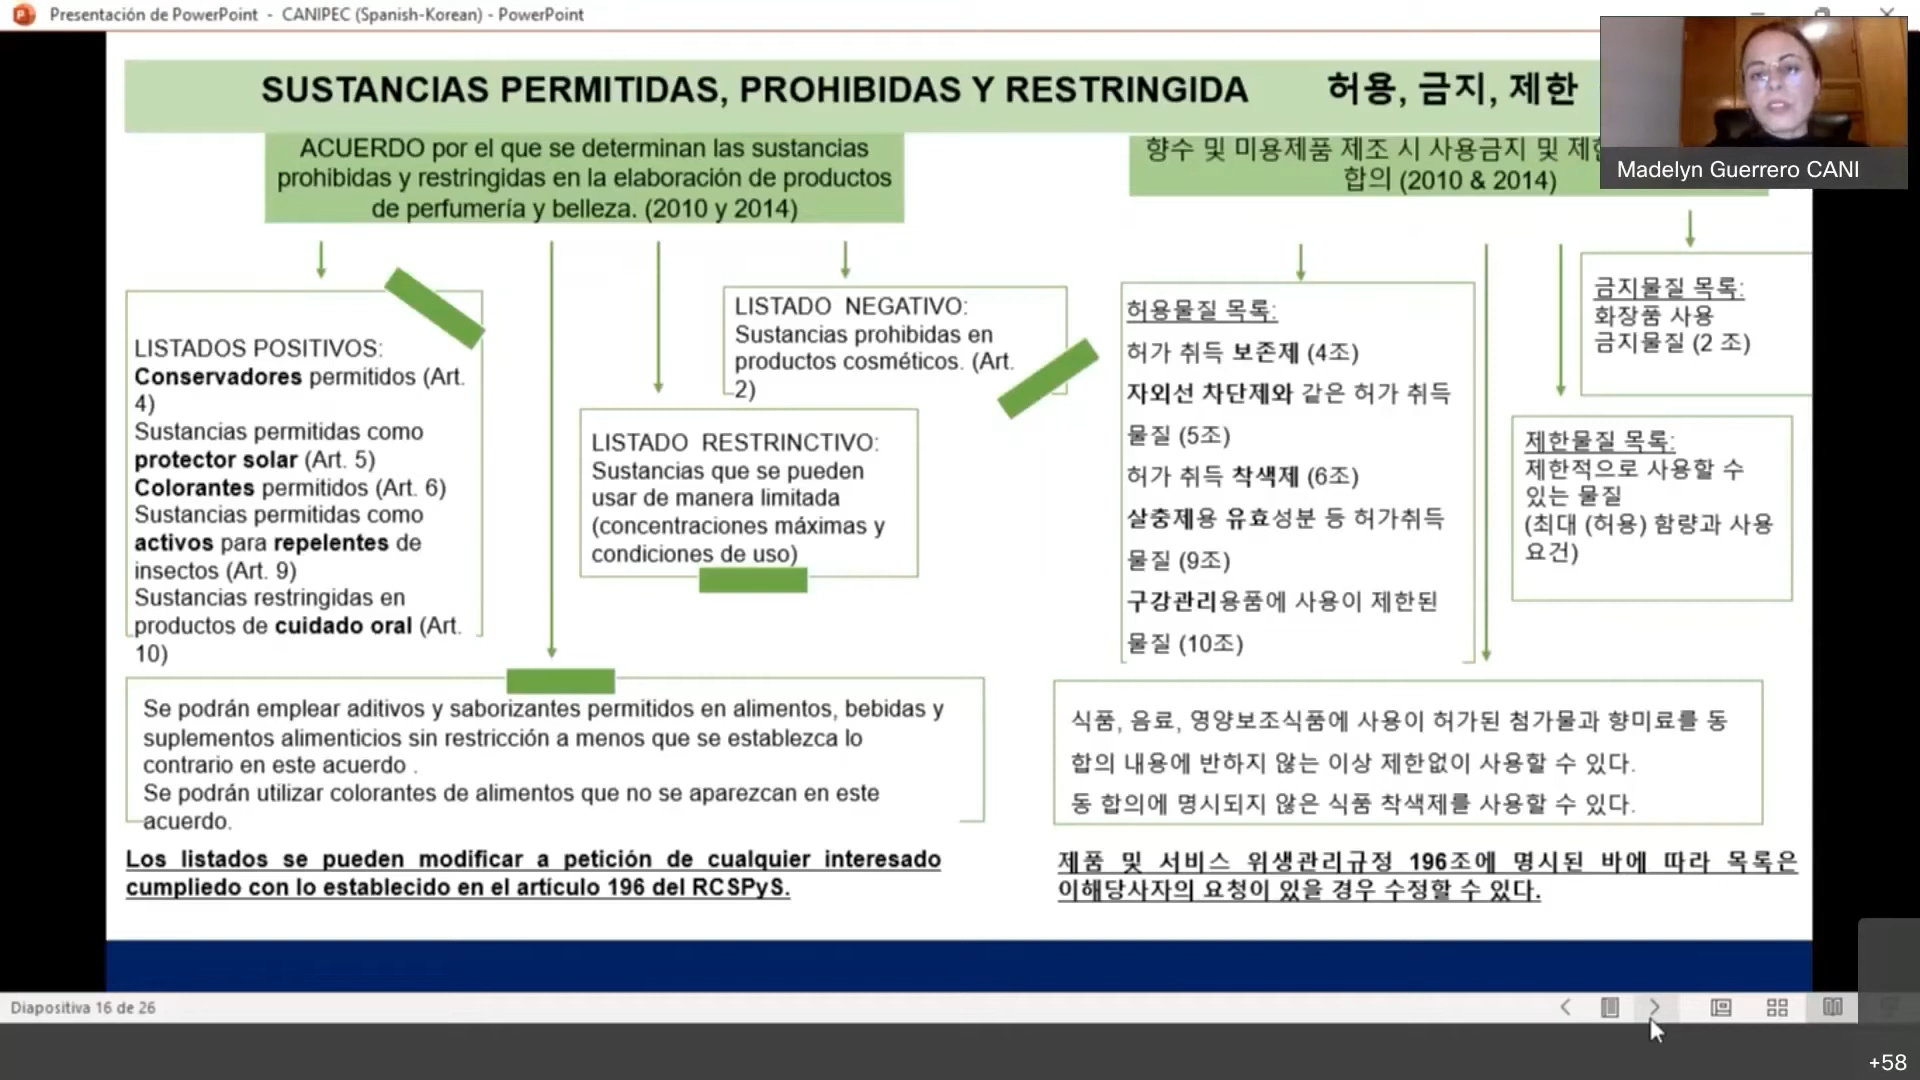 Presentación de PowerPoint - CANIPEC (Spanish-Korean) - PowerPoint
SUSTANCIAS PERMITIDAS, PROHIBIDAS Y RESTRINGIDA 허용, 금지, 제한
Madelyn Guerrero CANI
ACUERDO por el que se determinan las sustancias
prohibidas y restringidas en la elaboración de productos
de perfumería y belleza. (2010 y 2014)
LISTADOS POSITIVOS:
Conservadores permitidos (Art.
4)
Sustancias permitidas como
protector solar (Art. 5)
Colorantes permitidos (Art. 6)
Sustancias permitidas como
activos para repelentes de
insectos (Art. 9)
Sustancias restringidas en
productos de cuidado oral (Art.
10)
LISTADO NEGATIVO:
Sustancias prohibidas en
productos cosméticos. (Art.
2)
LISTADO RESTRINCTIVO:
Sustancias que se pueden
usar de manera limitada
(concentraciones máximas y
condiciones de uso)
Se podrán emplear aditivos y saborizantes permitidos en alimentos, bebidas y
suplementos alimenticios sin restricción a menos que se establezca lo
contrario en este acuerdo .
Se podrán utilizar colorantes de alimentos que no se aparezcan en este
acuerdo.
Los listados se pueden modificar a petición de cualquier interesado
cumpliedo con lo establecido en el artículo 196 del RCSPyS.
향수 및 미용제품 제조 시 사용금지 및
합의 (2010 & 2014)
허용물질 목록:
허가 취득 보존제 (4조)
자외선 차단제와 같은 허가 취득
물질 (5조)
허가 취득 착색제 (6조)
살충제용 유효성분 등 허가취득
물질 (9조)
구강관리용품에 사용이 제한된
물질 (10조)
금지물질 목록:
화장품 사용
금지물질 (2 조)
제한물질 목록:
제한적으로 사용할 수
있는 물질
(최대 (허용) 함량과 사용
요건)
식품, 음료, 영양보조식품에 사용이 허가된 첨가물과 향미료를 동
합의 내용에 반하지 않는 이상 제한없이 사용할 수 있다.
동 합의에 명시되지 않은 식품 착색제를 사용할 수 있다.
제품 및 서비스 위생관리규정 196조에 명시된 바에 따라 목록은
이해당사자의 요청이 있을 경우 수정할 수 있다.
Diapositiva 16 de 26
+58